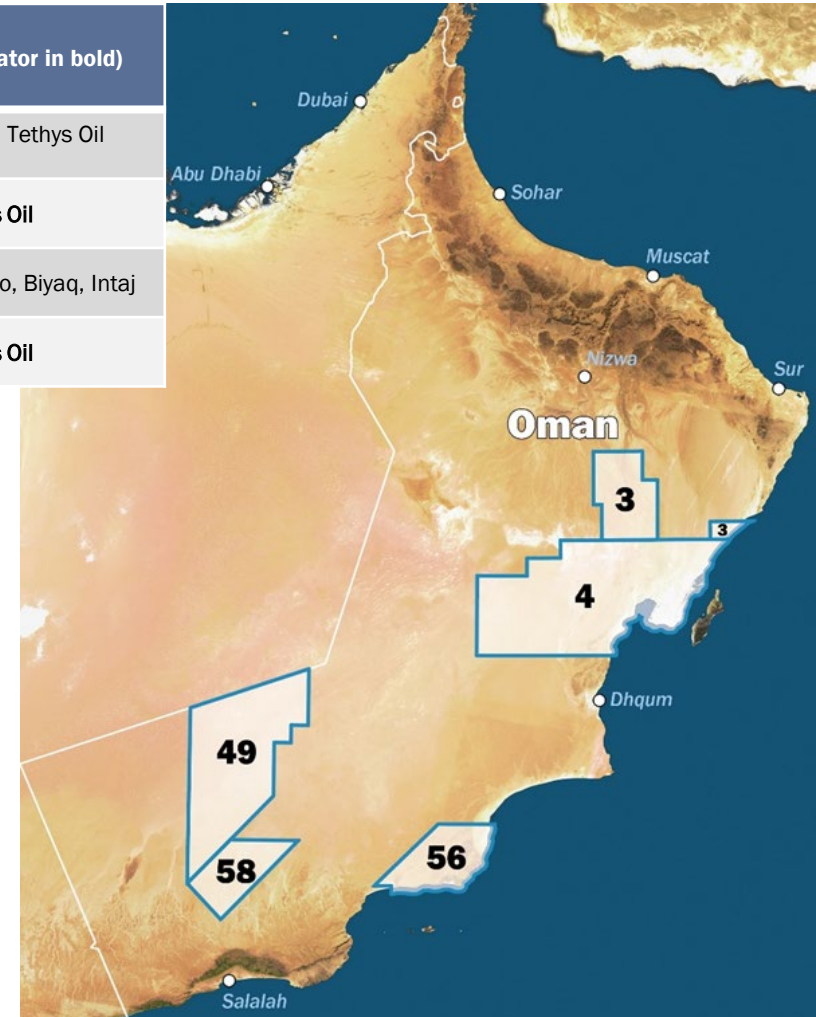 ator in bold)
Tethys Oil
s Oil
o, Biyaq, Intaj
s Oil
Dubai
Abu Dhabi
Sohar
Muscat
Nizwa
Sur
Oman
3
3
4
Dhqum
49
58
56
Salalah